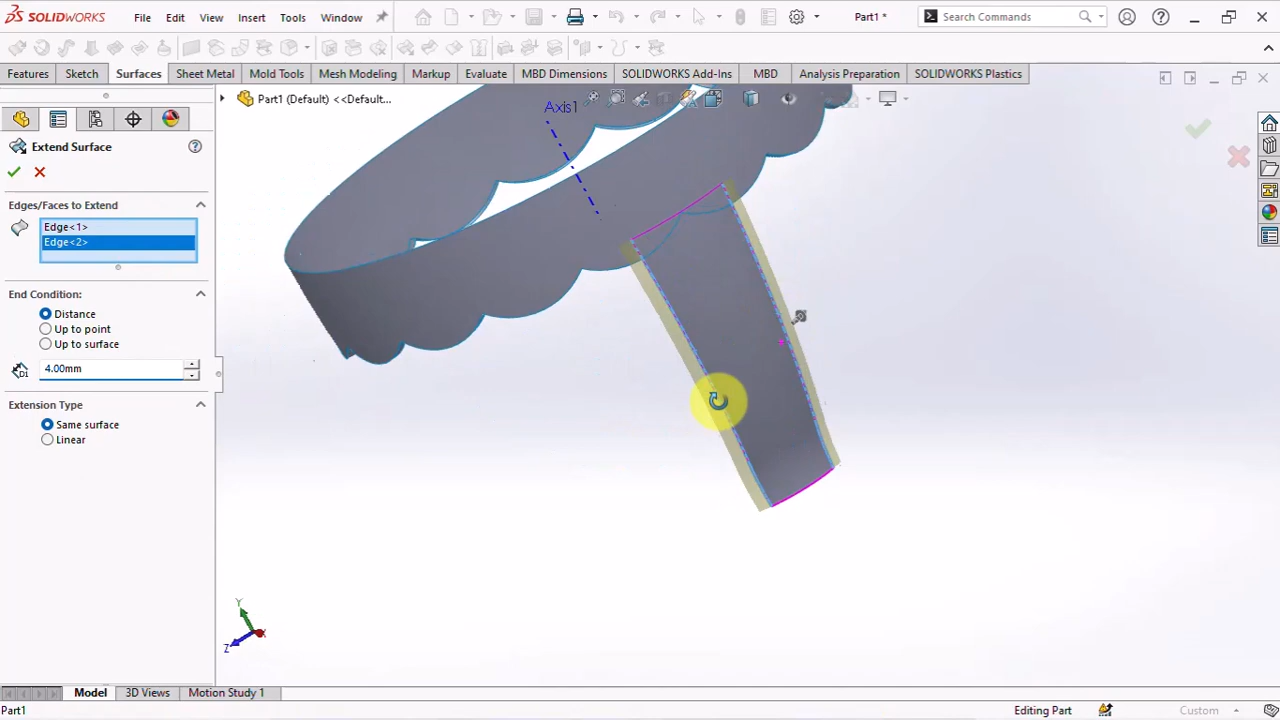 SOLIDWORKS File Edit View Insert Tools Window Part1 * Search Commands
Features Sketch Surfaces Sheet Metal Mold Tools Mesh Modeling Markup Evaluate MBD Dimensions SOLIDWORKS Add-Ins MBD Analysis Preparation SOLIDWORKS Plastics
Part1 (Default) <<Default...
Axis1
Extend Surface
Edges/Faces to Extend
Edge<1>
Edge<2>
End Condition:
Distance
Up to point
Up to surface
D1
4.00mm
Extension Type
Same surface
Linear
Y
Z
X
Model 3D Views Motion Study 1
Part1 Editing Part Custom